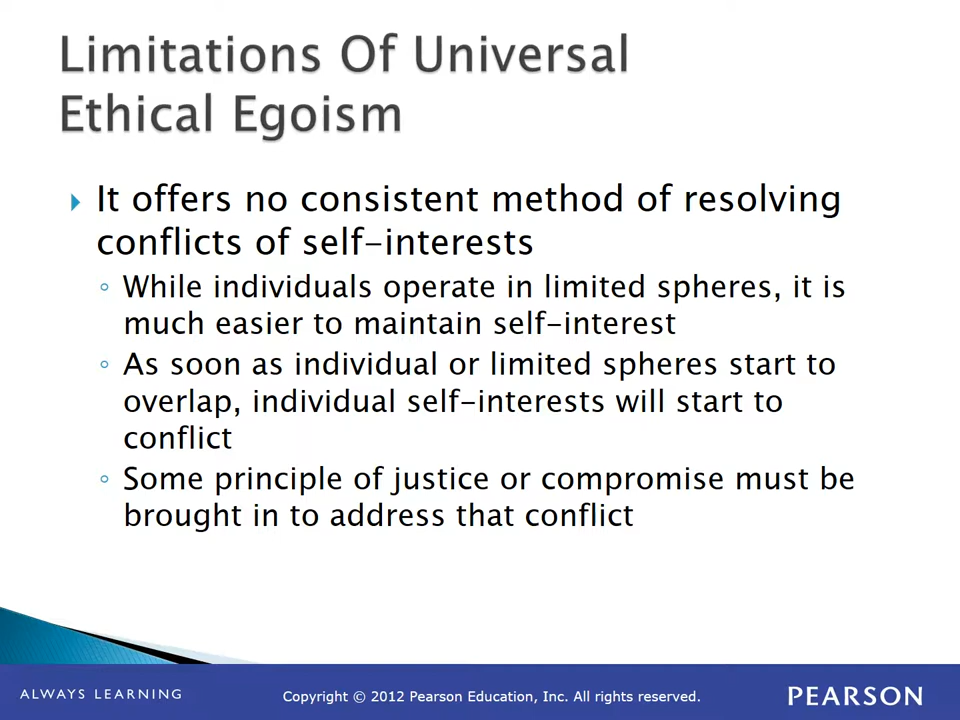 Limitations Of Universal
Ethical Egoism
It offers no consistent method of resolving
conflicts of self-interests
While individuals operate in limited spheres, it is
much easier to maintain self-interest
As soon as individual or limited spheres start to
overlap, individual self-interests will start to
conflict
Some principle of justice or compromise must be
brought in to address that conflict
ALWAYS LEARNING
Copyright © 2012 Pearson Education, Inc. All rights reserved.
PEARSON